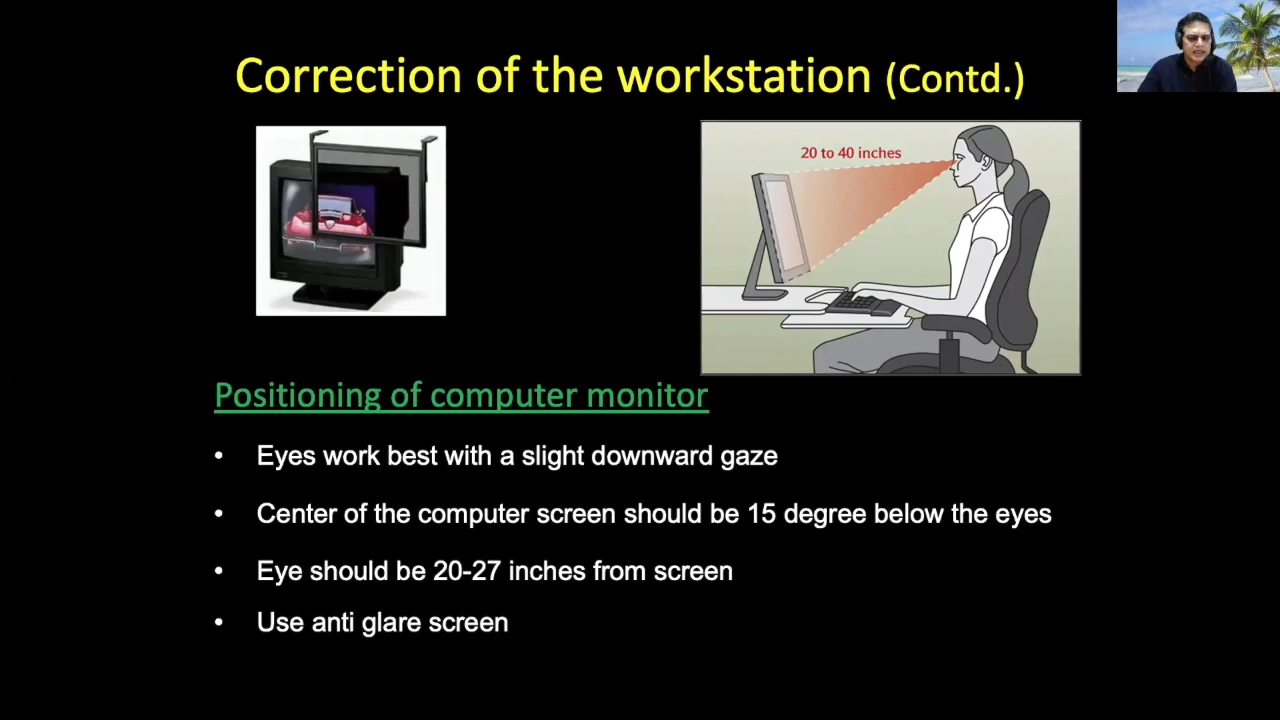 Correction of the workstation (Contd.)
20 to 40 inches
Positioning of computer monitor
• Eyes work best with a slight downward gaze
• Center of the computer screen should be 15 degree below the eyes
• Eye should be 20-27 inches from screen
• Use anti glare screen